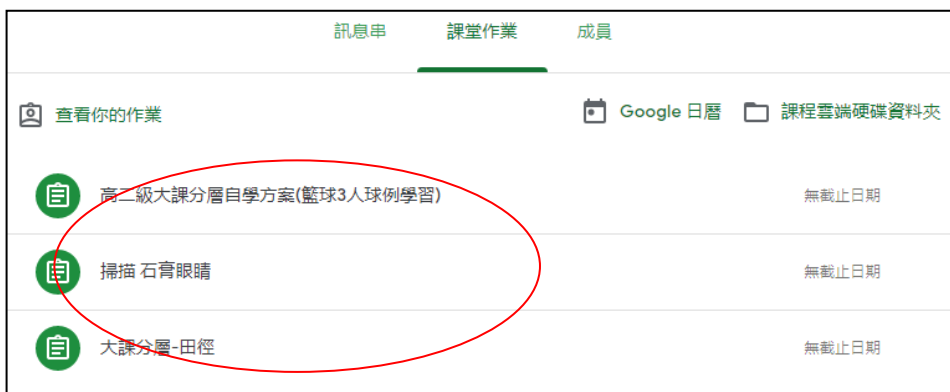 訊息串 課堂作業 成員
查看你的作業 Google 日曆 課程雲端硬碟資料夾
高二級大課分層自學方案(籃球3人球例學習) 無截止日期
掃描 石膏眼睛 無截止日期
大課分層-田徑 無截止日期